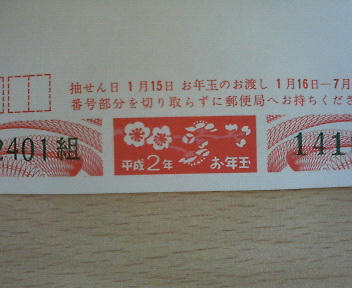 抽せん日 1月15日 お年玉のお渡し 1月16日―7月
番号部分を切り取らずに郵便局へお持ちくださ
2401組 平成2年 お年玉 141